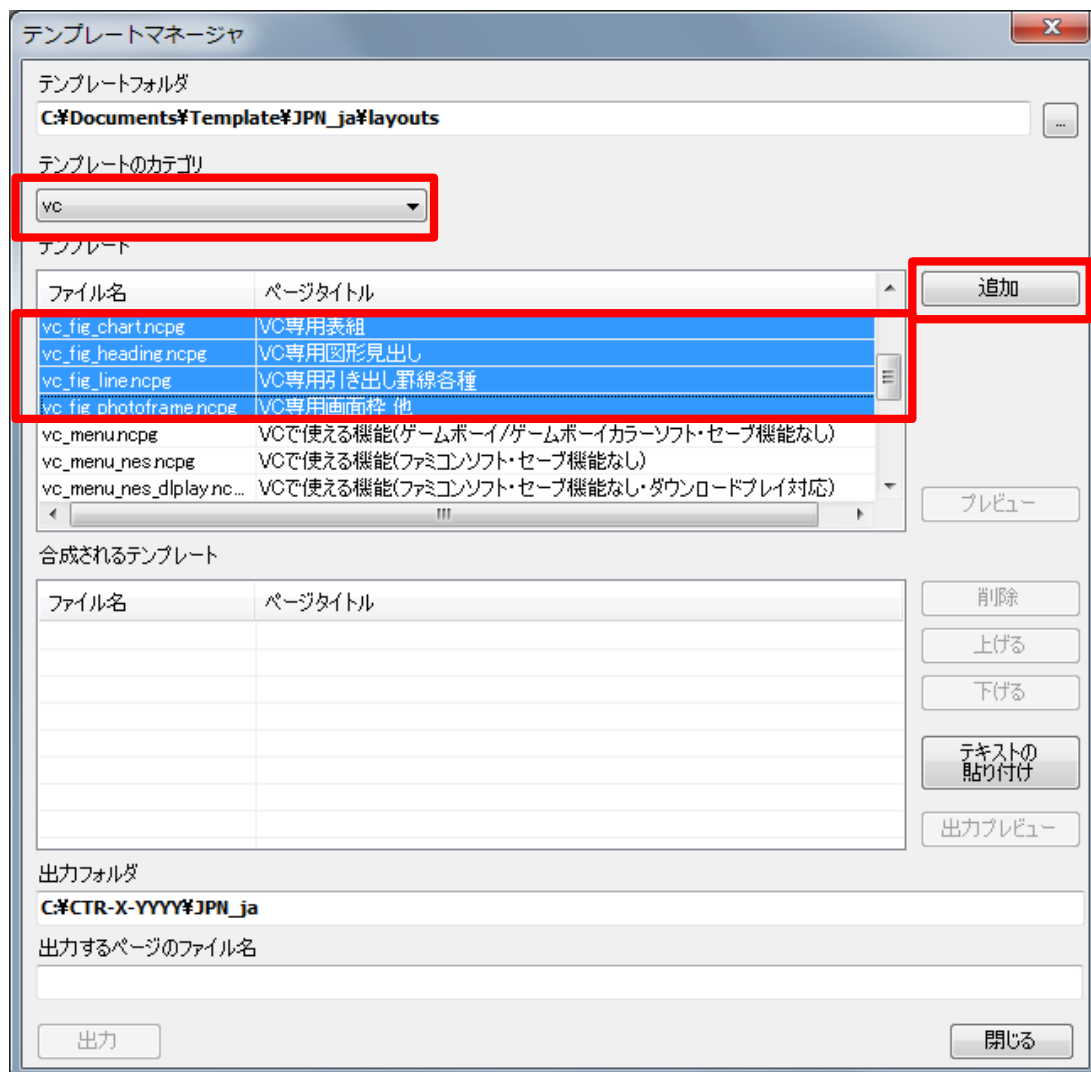 テンプレートマネージャ
テンプレートフォルダ
C:¥Documents¥Template¥JPN_ja¥layouts
...
テンプレートのカテゴリ
vc
テンプレート
ファイル名 ページタイトル
追加
vc_fig_chart.ncpg VC専用表組
vc_fig_heading.ncpg VC専用図形見出し
vc_fig_line.ncpg VC専用引き出し罫線各種
vc_fig_photoframe.ncpg VC専用画面枠 他
vc_menu.ncpg VCで使える機能(ゲームボーイ/ゲームボーイカラーソフト・セーブ機能なし)
vc_menu_nes.ncpg VCで使える機能(ファミコンソフト・セーブ機能なし)
vc_menu_nes_dlplay.nc... VCで使える機能(ファミコンソフト・セーブ機能なし・ダウンロードプレイ対応)
プレビュー
合成されるテンプレート
ファイル名 ページタイトル
削除
上げる
下げる
テキストの
貼り付け
出力プレビュー
出力フォルダ
C:¥CTR-X-YYYY¥JPN_ja
出力するページのファイル名
出力
閉じる